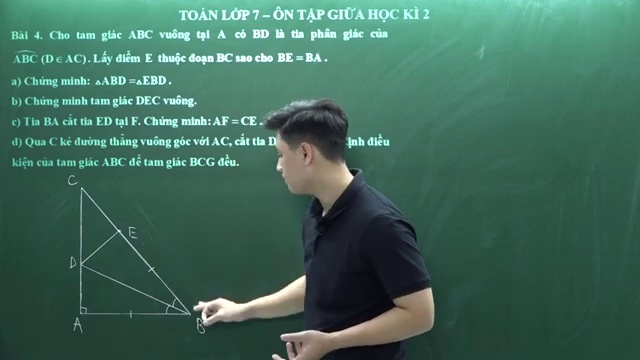 TOÁN LỚP 7 – ÔN TẬP GIỮA HỌC KÌ 2
Bài 4. Cho tam giác ABC vuông tại A có BD là tia phân giác của
ABC (D ∈ AC). Lấy điểm E thuộc đoạn BC sao cho BE = BA.
a) Chứng minh: △ABD = △EBD.
b) Chứng minh tam giác DEC vuông.
c) Tia BA cắt tia ED tại F. Chứng minh: AF = CE.
d) Qua C kẻ đường thẳng vuông góc với AC, cắt tia định điều
kiện của tam giác ABC để tam giác BCG đều.
C
E
D
A
B